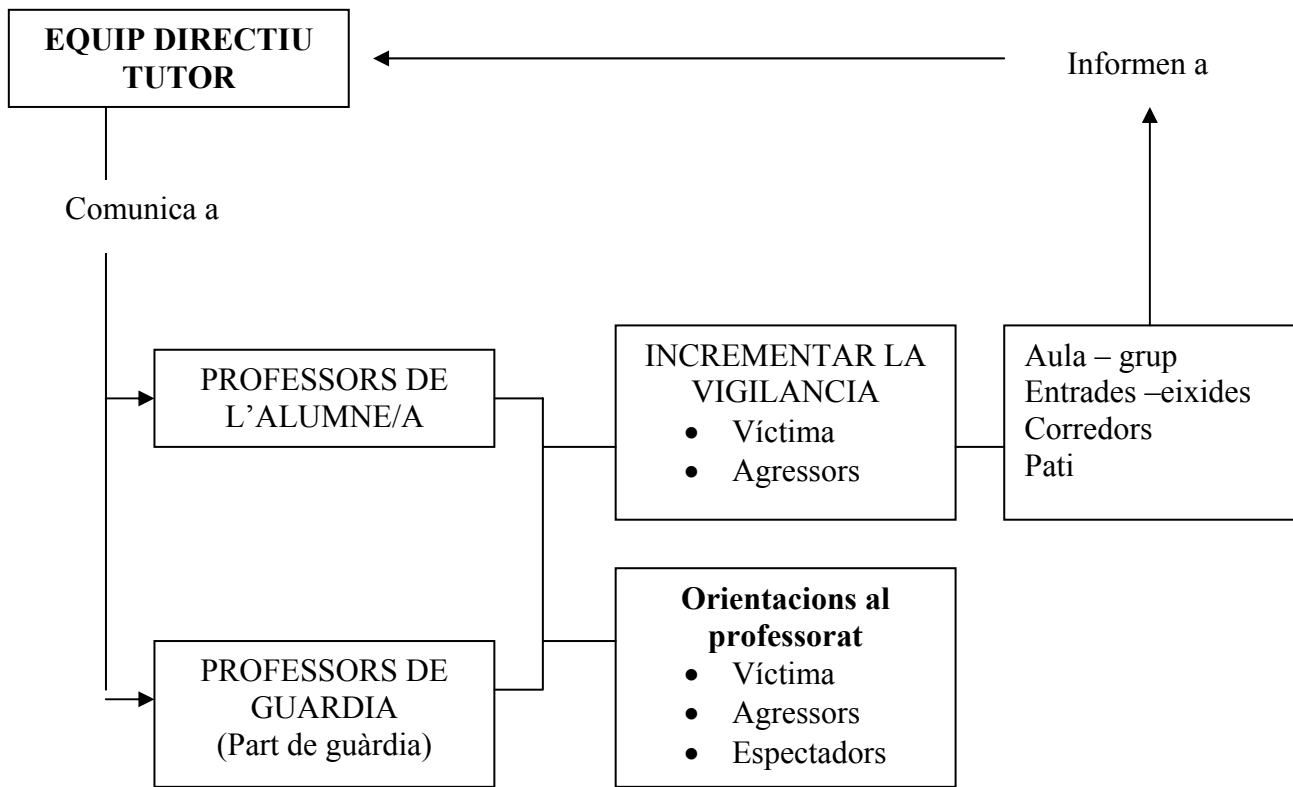 EQUIP DIRECTIU
TUTOR
Informen a
Comunica a
PROFESSORS DE
L’ALUMNE/A
INCREMENTAR LA
VIGILANCIA
• Víctima
• Agressors
Aula – grup
Entrades –eixides
Corredors
Pati
PROFESSORS DE
GUARDIA
(Part de guàrdia)
Orientacions al
professorat
• Víctima
• Agressors
• Espectadors